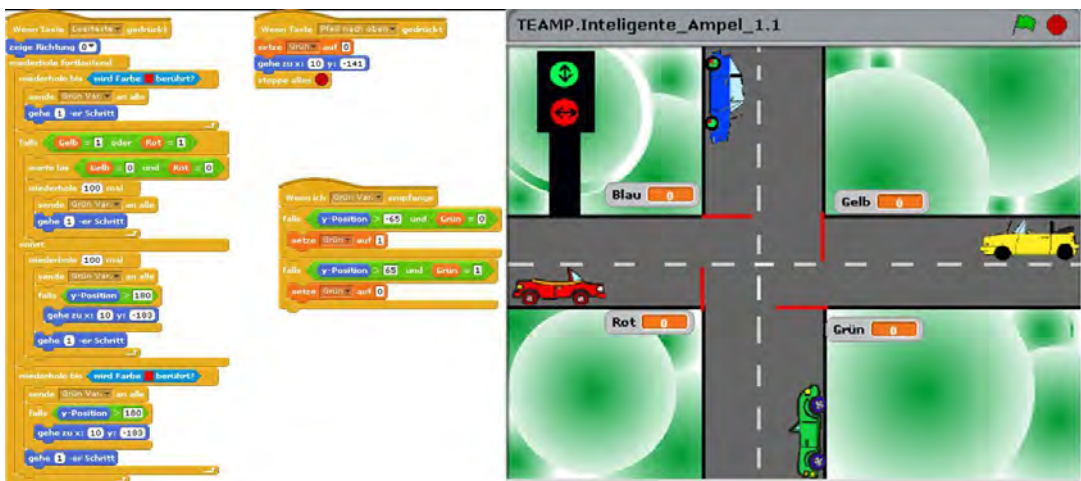 Wenn Taste Leertaste gedrückt
zeige Richtung 0
wiederhole fortlaufend
wiederhole bis wird Farbe berührt?
sende Grün Var. an alle
gehe 1 -er Schritt
falls Gelb = 1 oder Rot = 1
warte bis Gelb = 0 und Rot = 0
wiederhole 100 mal
sende Grün Var. an alle
gehe 1 -er Schritt
sonst
wiederhole 100 mal
sende Grün Var. an alle
falls y-Position > 180
gehe zu x: 10 y: -183
gehe 1 -er Schritt
wiederhole bis wird Farbe berührt?
sende Grün Var. an alle
falls y-Position > 180
gehe zu x: 10 y: -183
gehe 1 -er Schritt
Wenn Taste Pfeil nach oben gedrückt
setze Grün auf 0
gehe zu x: 10 y: -141
stoppe alles
Wenn ich Grün Var. empfange
falls y-Position > -65 und Grün = 0
setze Grün auf 1
falls y-Position > 65 und Grün = 1
setze Grün auf 0
TEAMP.Inteligente_Ampel_1.1
Blau 0
Gelb 0
Rot 0
Grün 0